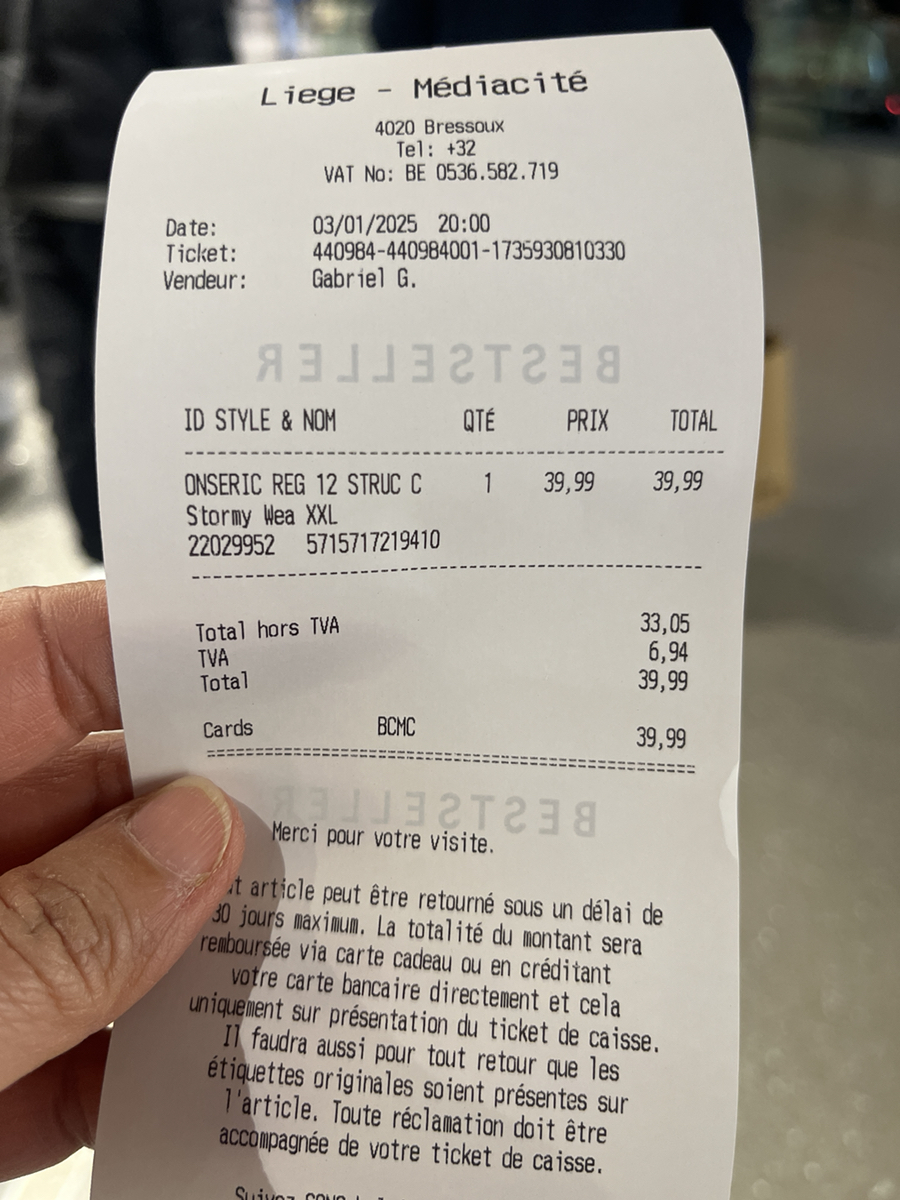 Liege - Médiacité
4020 Bressoux
Tel: +32
VAT No: BE 0536.582.719
Date: 03/01/2025 20:00
Ticket: 440984-440984001-1735930810330
Vendeur: Gabriel G.
BESTSELLER
ID STYLE & NOM QTÉ PRIX TOTAL
ONSERIC REG 12 STRUC C 1 39,99 39,99
Stormy Wea XXL
22029952 5715717219410
Total hors TVA 33,05
TVA 6,94
Total 39,99
Cards BCMC 39,99
BESTSELLER
Merci pour votre visite.
article peut être retourné sous un délai de
30 jours maximum. La totalité du montant sera
remboursée via carte cadeau ou en créditant
votre carte bancaire directement et cela
uniquement sur présentation du ticket de caisse.
Il faudra aussi pour tout retour que les
étiquettes originales soient présentes sur
l'article. Toute réclamation doit être
accompagnée de votre ticket de caisse.